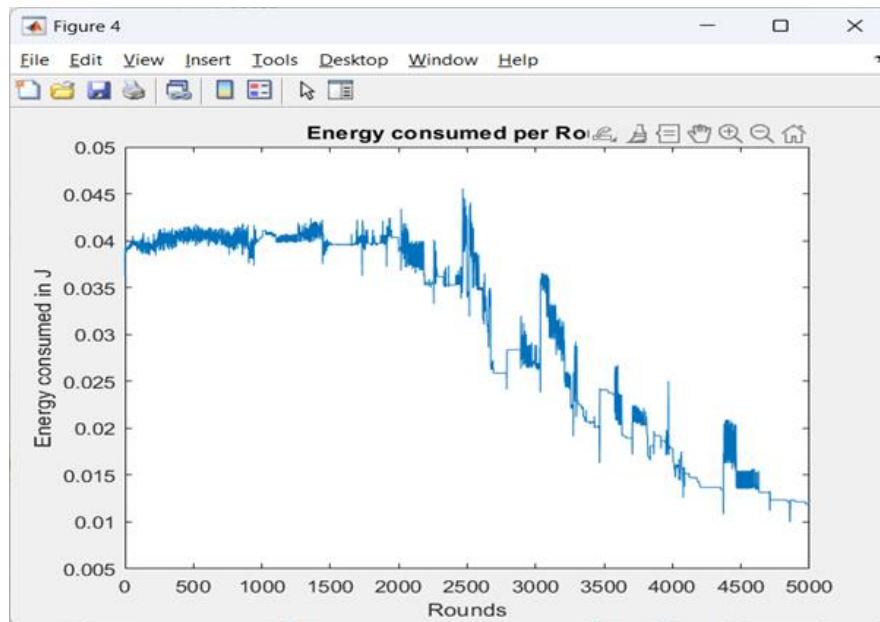 Figure 4
File Edit View Insert Tools Desktop Window Help
Energy consumed per Ro
0.05
0.045
0.04
0.035
0.03
0.025
0.02
0.015
0.01
0.005
Energy consumed in J
0 500 1000 1500 2000 2500 3000 3500 4000 4500 5000
Rounds